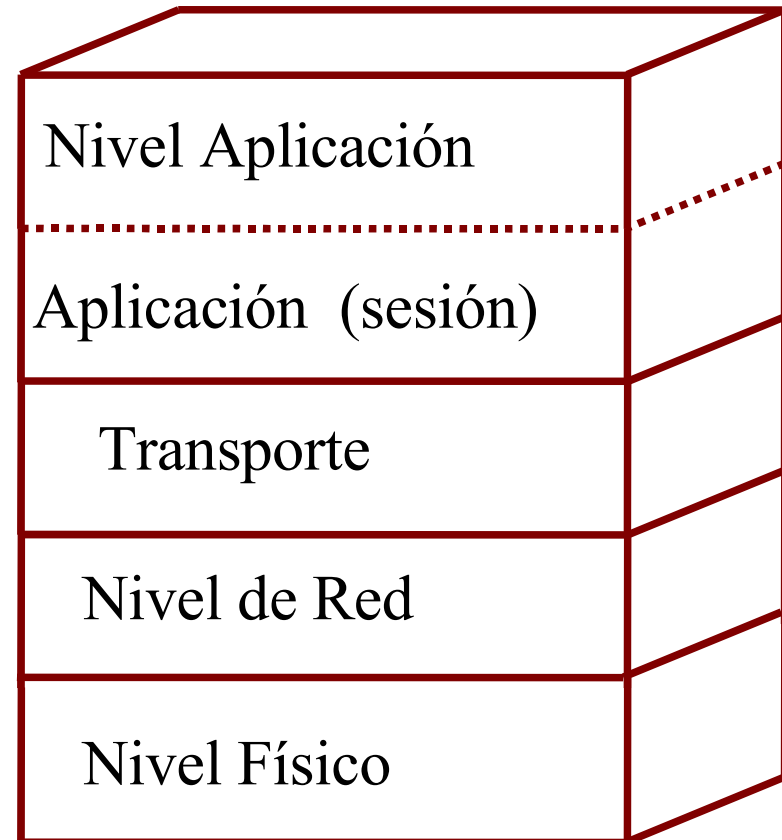 Nivel Aplicación
Aplicación (sesión)
Transporte
Nivel de Red
Nivel Físico